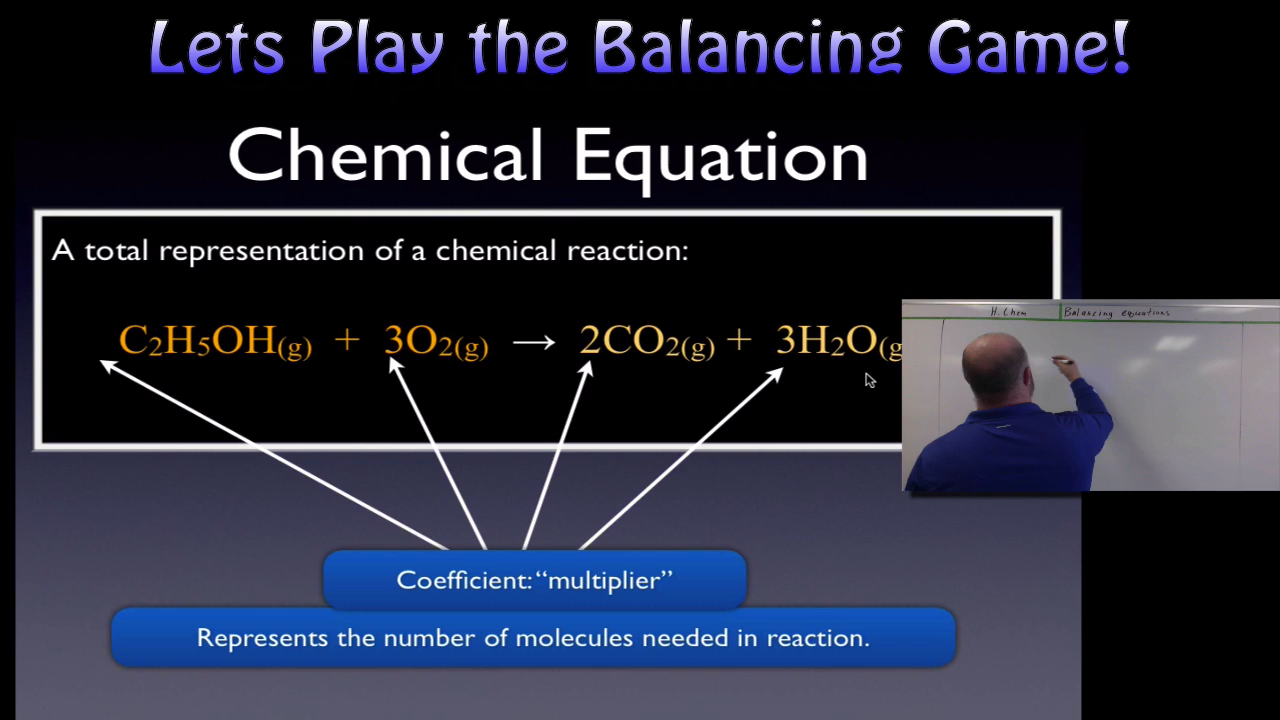 Lets Play the Balancing Game!
Chemical Equation
A total representation of a chemical reaction:
C₂H₅OH(g) + 3O₂(g) → 2CO₂(g) + 3H₂O(g
H. Chem Balancing equations
Coefficient: “multiplier”
Represents the number of molecules needed in reaction.